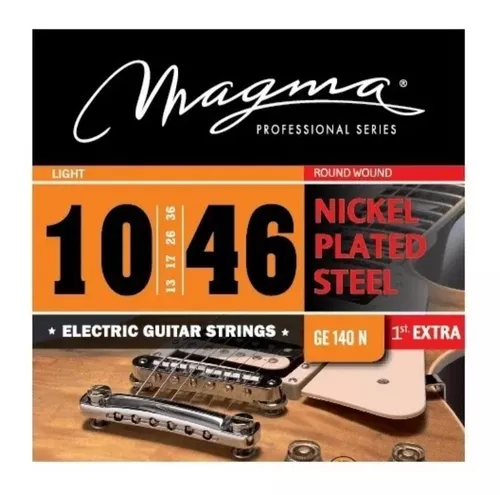 Magma®
PROFESSIONAL SERIES
LIGHT
ROUND WOUND
10 13 17 26 36 46
NICKEL
PLATED
STEEL
★ ELECTRIC GUITAR STRINGS ★
GE 140 N
1st. EXTRA